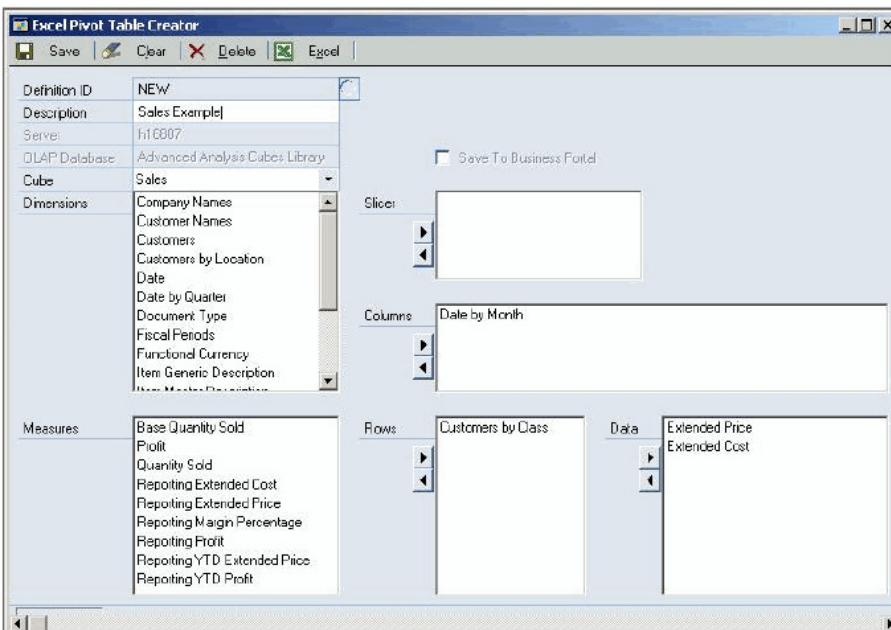 Excel Pivot Table Creator
Save Clear Delete Excel
Definition ID NEW
Description Sales Example
Server h16807
OLAP Database Advanced Analysis Cubes Library
Save To Business Portal
Cube Sales
Dimensions
Company Names
Customer Names
Customers
Customers by Location
Date
Date by Quarter
Document Type
Fiscal Periods
Functional Currency
Item Generic Description
Item Master Description
Slicer
Columns
Date by Month
Measures
Base Quantity Sold
Profit
Quantity Sold
Reporting Extended Cost
Reporting Extended Price
Reporting Margin Percentage
Reporting Profit
Reporting YTD Extended Price
Reporting YTD Profit
Rows
Customers by Class
Data
Extended Price
Extended Cost